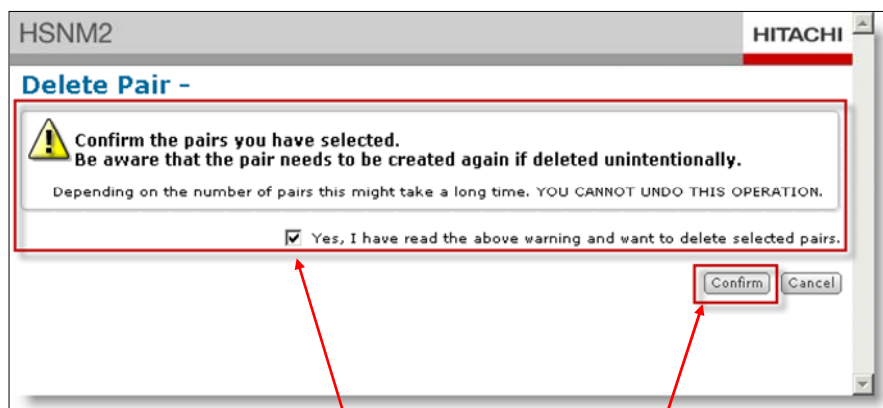 HSNM2
HITACHI
Delete Pair -
Confirm the pairs you have selected.
Be aware that the pair needs to be created again if deleted unintentionally.
Depending on the number of pairs this might take a long time. YOU CANNOT UNDO THIS OPERATION.
Yes, I have read the above warning and want to delete selected pairs.
Confirm Cancel